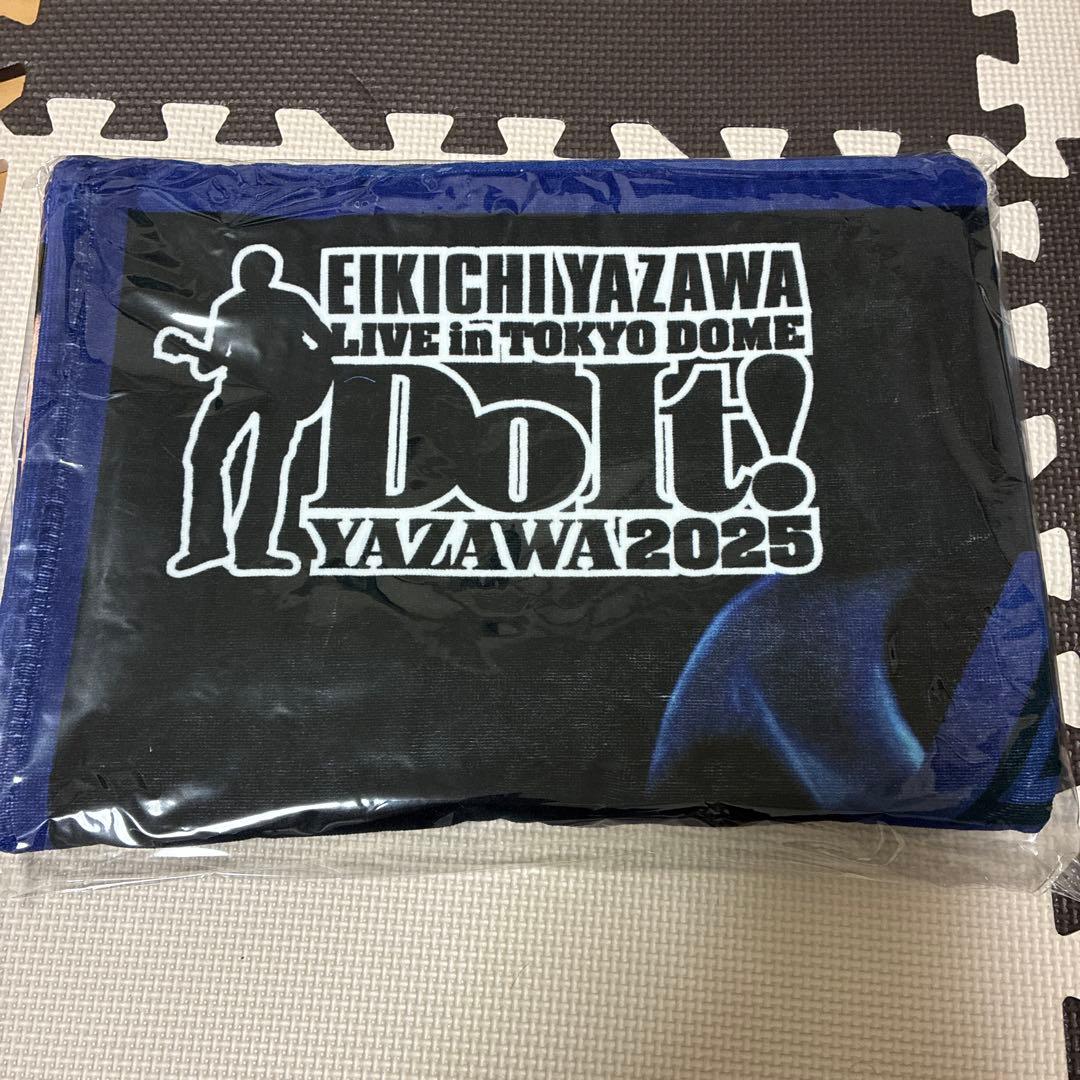 EIKICHI YAZAWA
LIVE in TOKYO DOME
Do It!
YAZAWA'2025